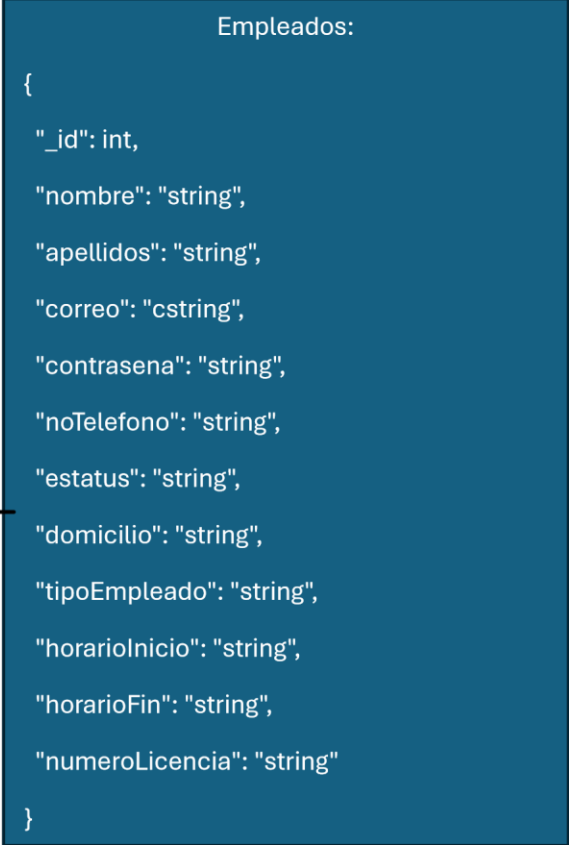 Empleados:
{
"_id": int,
"nombre": "string",
"apellidos": "string",
"correo": "cstring",
"contrasena": "string",
"noTelefono": "string",
"estatus": "string",
"domicilio": "string",
"tipoEmpleado": "string",
"horarioInicio": "string",
"horarioFin": "string",
"numeroLicencia": "string"
}